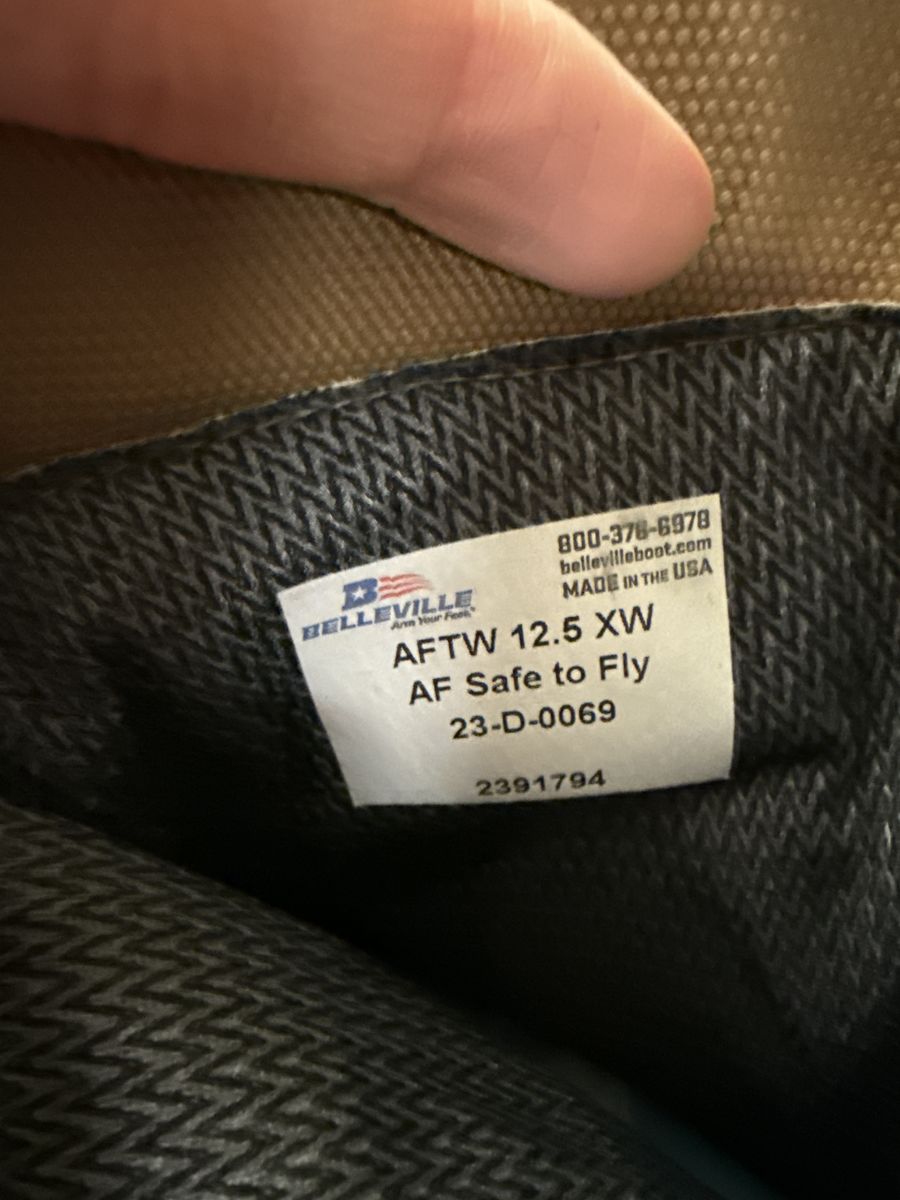 800-376-6978
bellevilleboot.com
MADE IN THE USA
B
BELLEVILLE
Arm Your Feet.
AFTW 12.5 XW
AF Safe to Fly
23-D-0069
2391794